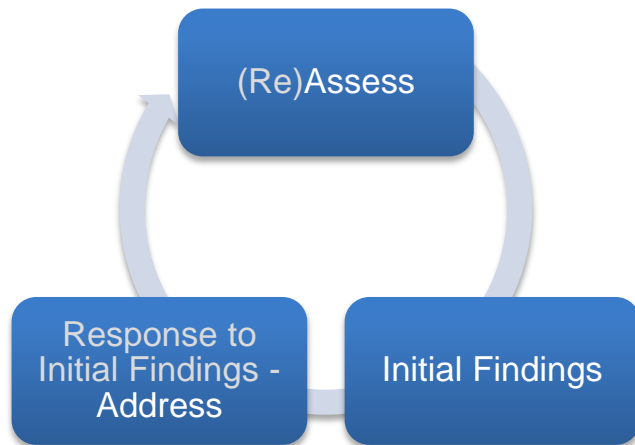 (Re)Assess
Response to
Initial Findings -
Address
Initial Findings